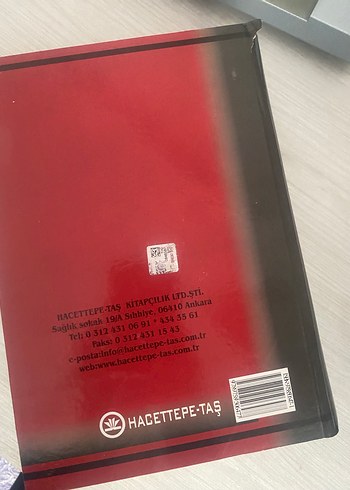 HACETTEPE-TAŞ KİTAPÇILIK LTD.ŞTİ.
Sağlık sokak 19/A Sıhhiye, 06410 Ankara
Tel: 0 312 431 06 91 * 434 35 61
Faks: 0 312 431 18 43
e-posta:info@hacettepe-tas.com.tr
web:www.hacettepe-tas.com.tr
HACETTEPE-TAŞ